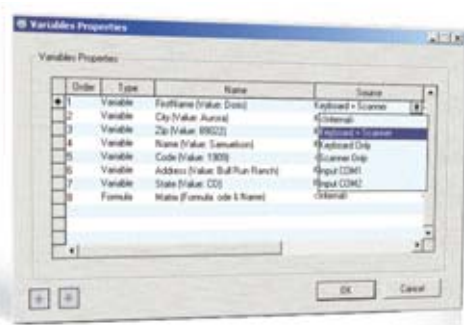 Variables Properties
Variables Properties
Order Type Name Source
1 Variable FirstName (Value: Doris) Keyboard + Scanner
2 Variable City (Value: Aurora) <Internal>
3 Variable Zip (Value: 89022) Keyboard + Scanner
4 Variable Name (Value: Samuelson) Keyboard Only
5 Variable Code (Value: 1909) Scanner Only
6 Variable Address (Value: Bull Run Ranch) Input COM1
7 Variable State (Value: CO) Input COM2
8 Formula (Formula: ode & Name) <Internal>
OK Cancel